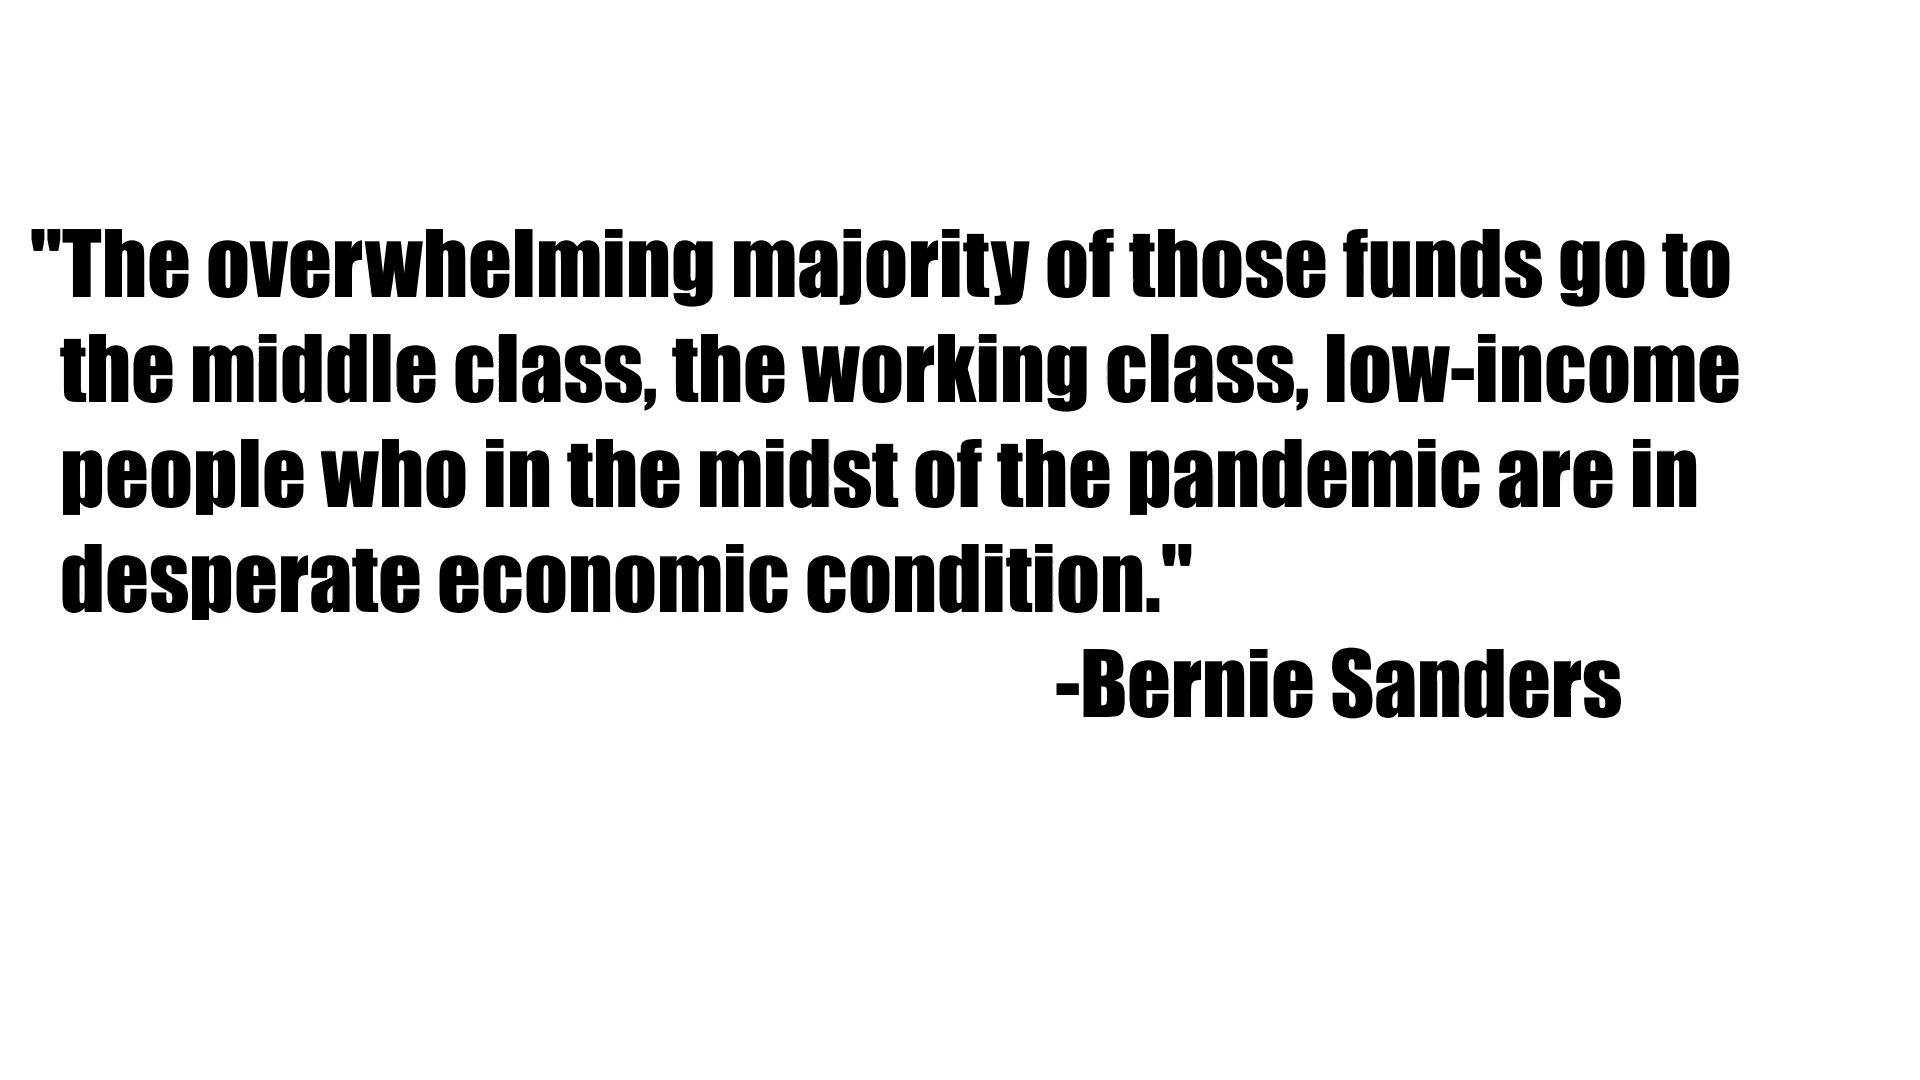 "The overwhelming majority of those funds go to
the middle class, the working class, low-income
people who in the midst of the pandemic are in
desperate economic condition."
-Bernie Sanders